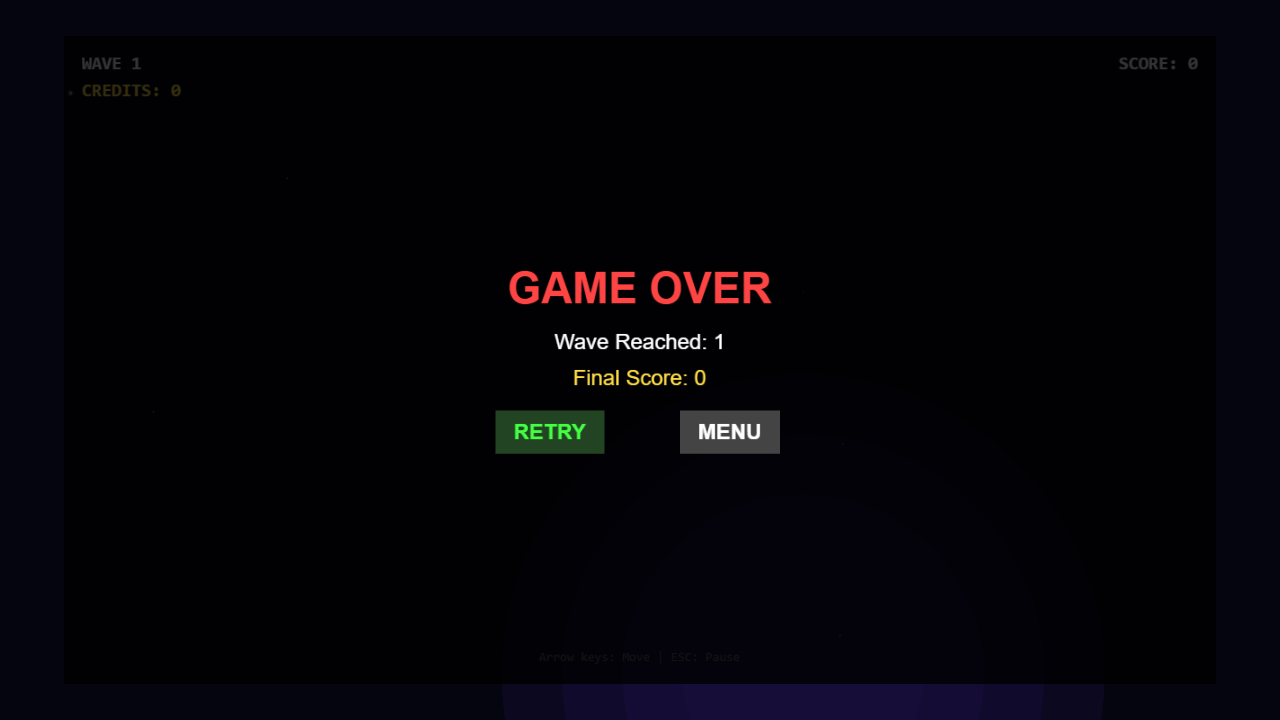 WAVE 1
SCORE: 0
CREDITS: 0
GAME OVER
Wave Reached: 1
Final Score: 0
RETRY
MENU
Arrow keys: Move | ESC: Pause